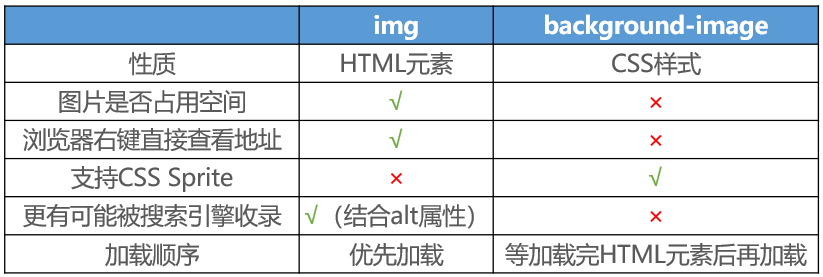 img background-image
性质 HTML元素 CSS样式
图片是否占用空间 √ ×
浏览器右键直接查看地址 √ ×
支持CSS Sprite × √
更有可能被搜索引擎收录 √（结合alt属性） ×
加载顺序 优先加载 等加载完HTML元素后再加载